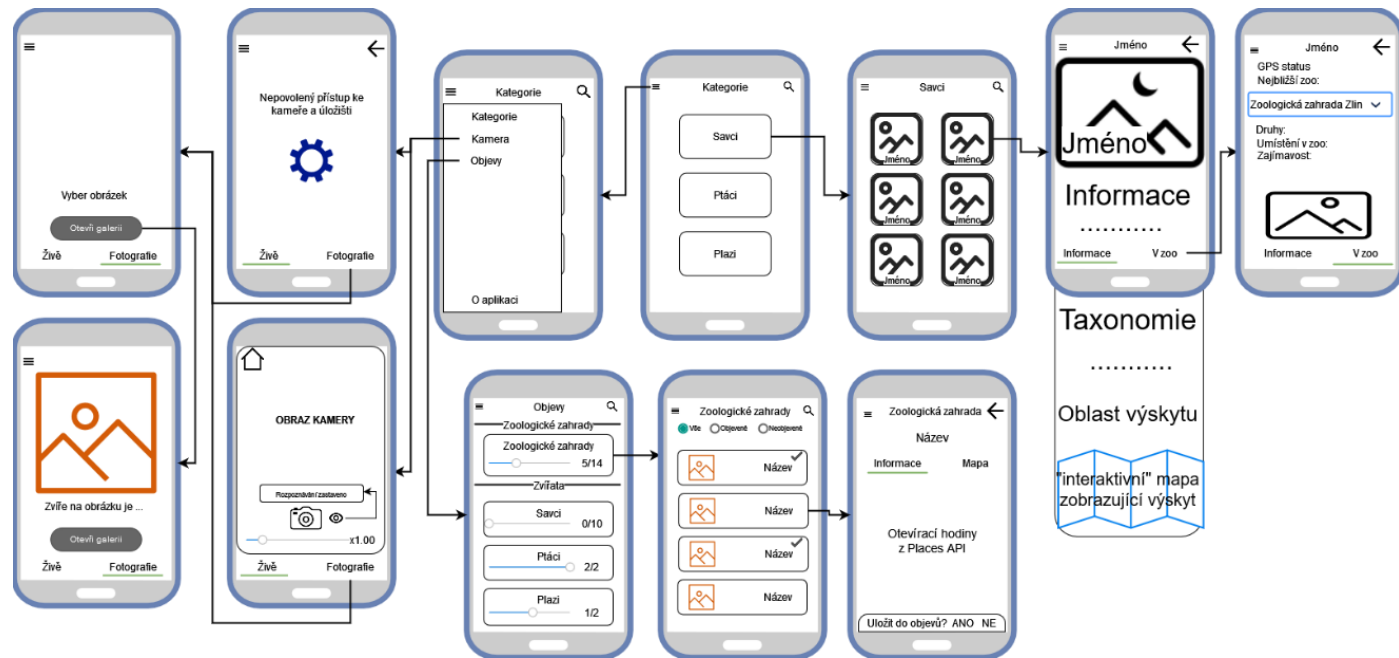 Vyber obrázek
Otevři galerii
Živě
Fotografie
Nepovolený přístup ke
kameře a úložišti
Živě
Fotografie
Kategorie
Kategorie
Kamera
Objevy
O aplikaci
Kategorie
Savci
Ptáci
Plazi
Savci
Jméno
Jméno
Jméno
Jméno
Jméno
Jméno
Jméno
Jméno
Informace
...........
Informace
V zoo
Taxonomie
...........
Oblast výskytu
"interaktivní" mapa
zobrazující výskyt
Jméno
GPS status
Nejbližší zoo:
Zoologická zahrada Zlin
Druhy:
Umístění v zoo:
Zajímavost:
Informace
V zoo
Zvíře na obrázku je ...
Otevři galerii
Živě
Fotografie
OBRAZ KAMERY
Rozpoznávání zastaveno
x1.00
Živě
Fotografie
Objevy
Zoologické zahrady
Zoologické zahrady
5/14
Zvířata
Savci
0/10
Ptáci
2/2
Plazi
1/2
Zoologické zahrady
Vše
Objevené
Neobjevené
Název
Název
Název
Název
Zoologická zahrada
Název
Informace
Mapa
Otevírací hodiny
z Places API
Uložit do objevů? ANO NE